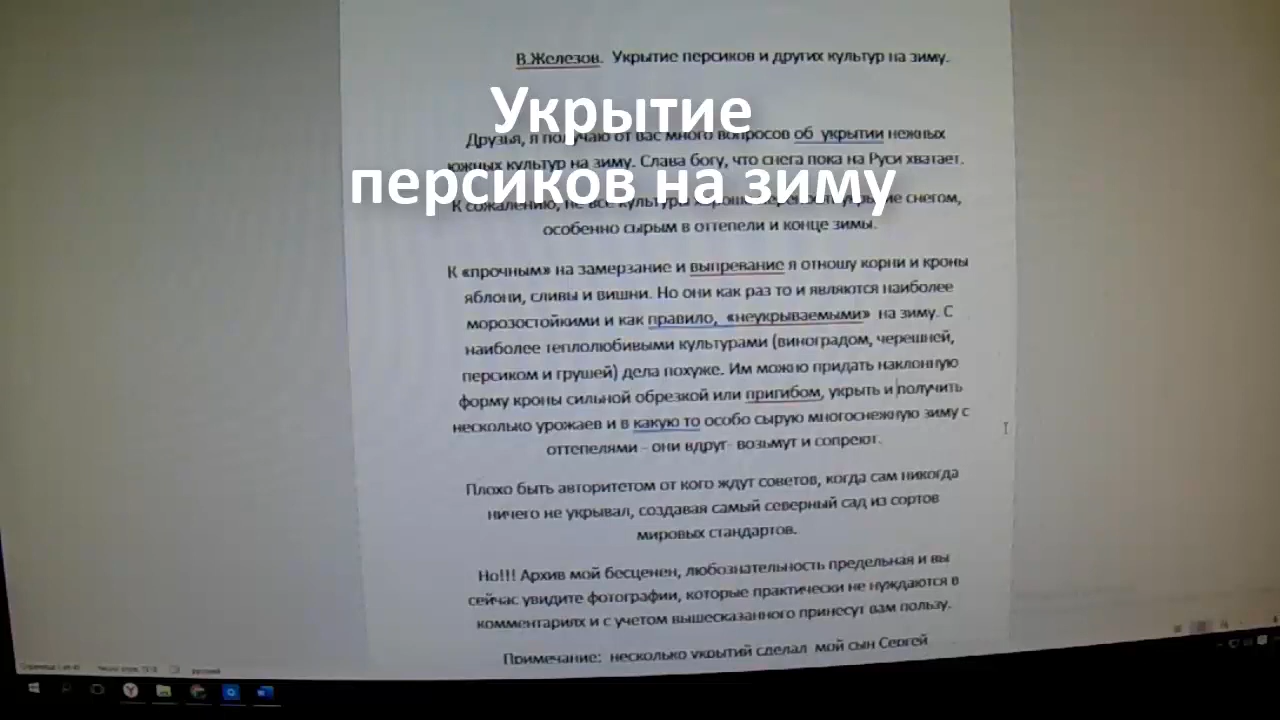 В.Железов. Укрытие персиков и других культур на зиму.
Укрытие
персиков на зиму
Друзья, я получаю от вас много вопросов об укрытии нежных
южных культур на зиму. Слава богу, что снега пока на Руси хватает.
К сожалению, не все культуры снегом,
особенно сырым в оттепели и конце зимы.
К «прочным» на замерзание и выпревание я отношу корни и кроны
яблони, сливы и вишни. Но они как раз то и являются наиболее
морозостойкими и как правило, «неукрываемыми» на зиму. С
наиболее теплолюбивыми культурами (виноградом, черешней,
персиком и грушей) дела похуже. Им можно придать наклонную
форму кроны сильной обрезкой или пригибом, укрыть и получить
несколько урожаев и в какую то особо сырую многоснежную зиму с
оттепелями – они вдруг- возьмут и сопреют.
Плохо быть авторитетом от кого ждут советов, когда сам никогда
ничего не укрывал, создавая самый северный сад из сортов
мировых стандартов.
Но!!! Архив мой бесценен, любознательность предельная и вы
сейчас увидите фотографии, которые практически не нуждаются в
комментариях и с учетом вышесказанного принесут вам пользу.
Примечание: несколько укрытий сделал мой сын Сергей
русский